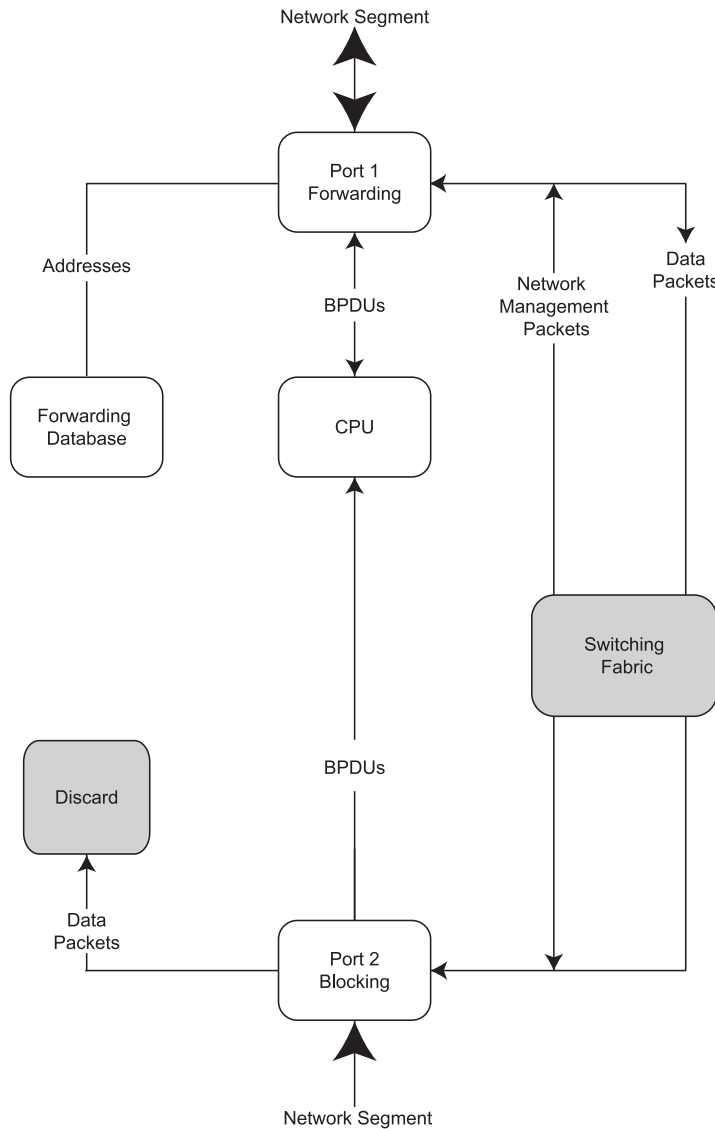 Network Segment
Port 1
Forwarding
Addresses
Data
Packets
Network
Management
Packets
BPDUs
Forwarding
Database
CPU
Switching
Fabric
BPDUs
Discard
Data
Packets
Port 2
Blocking
Network Segment